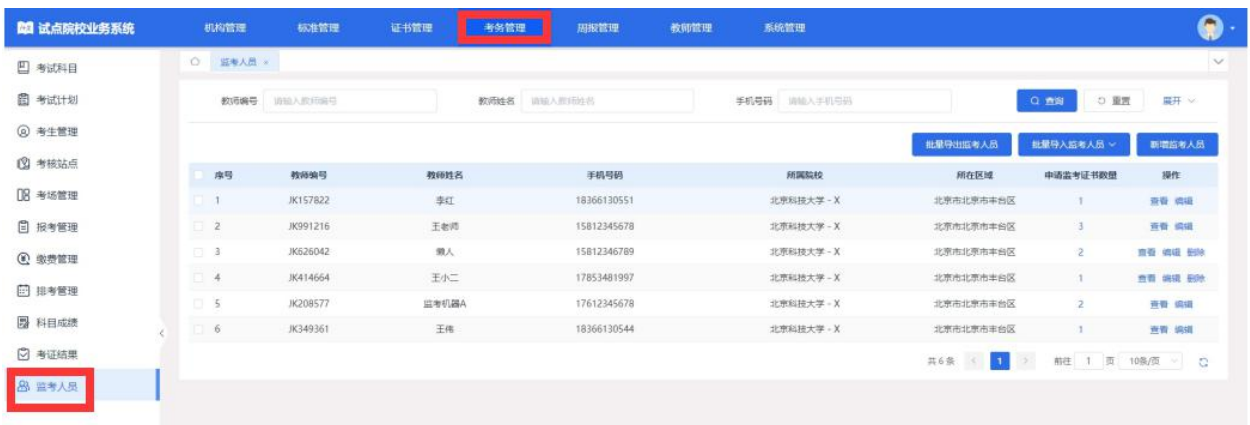 试点院校业务系统 机构管理 标准管理 证书管理 考务管理 周报管理 教师管理 系统管理
考试科目
考试计划
考生管理
考核站点
考场管理
报考管理
缴费管理
排考管理
科目成绩
考证结果
监考人员
监考人员 ×
教师编号 请输入教师编号 教师姓名 请输入教师姓名 手机号码 请输入手机号码 查询 重置 展开
批量导出监考人员 批量导入监考人员 新增监考人员
序号 教师编号 教师姓名 手机号码 所属院校 所在区域 申请监考证书数量 操作
1 JK157822 李红 18366130551 北京科技大学 - X 北京市北京市丰台区 1 查看 编辑
2 JK991216 王老师 15812345678 北京科技大学 - X 北京市北京市丰台区 3 查看 编辑
3 JK626042 懒人 15812346789 北京科技大学 - X 北京市北京市丰台区 2 查看 编辑 删除
4 JK414664 王小二 17853481997 北京科技大学 - X 北京市北京市丰台区 1 查看 编辑 删除
5 JK208577 监考机器A 17612345678 北京科技大学 - X 北京市北京市丰台区 2 查看 编辑
6 JK349361 王伟 18366130544 北京科技大学 - X 北京市北京市丰台区 1 查看 编辑
共 6 条 < 1 > 前往 1 页 10条/页